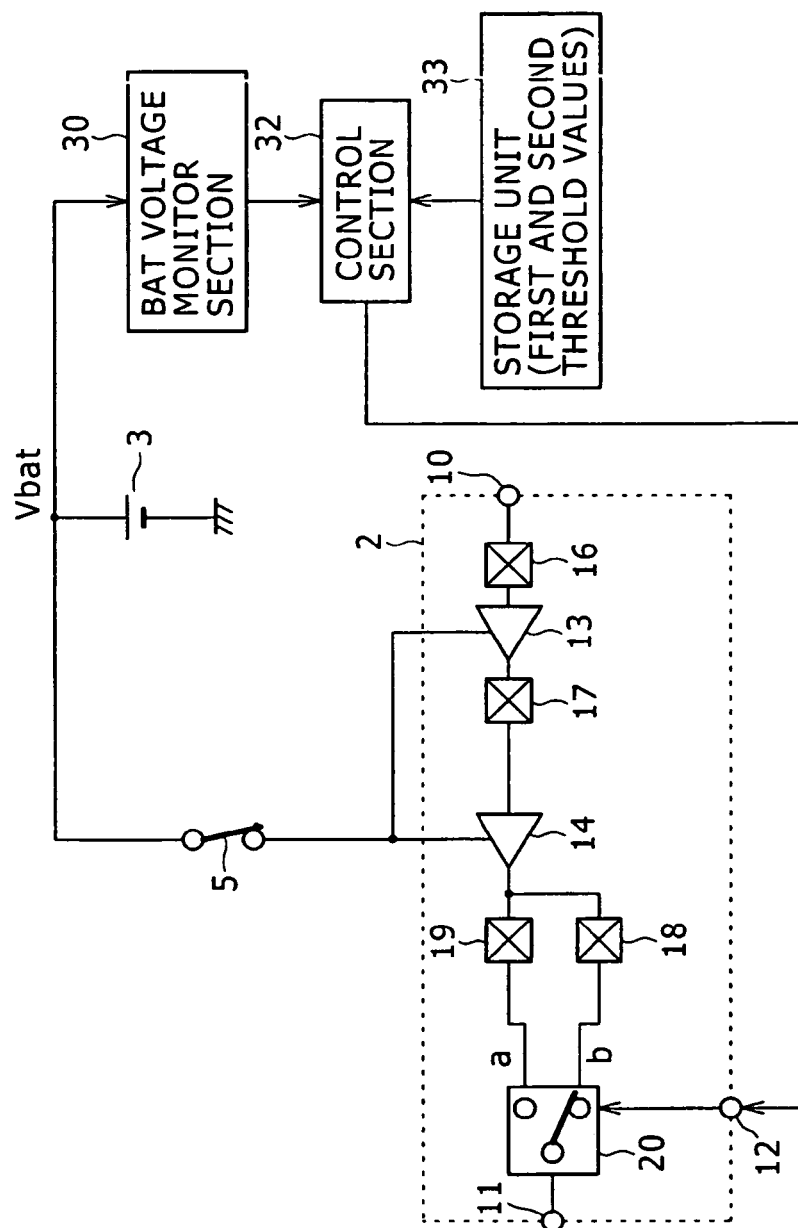 Vbat
3
30
BAT VOLTAGE
MONITOR
SECTION
32
CONTROL
SECTION
33
STORAGE UNIT
(FIRST AND SECOND
THRESHOLD VALUES)
5
2
10
16
13
17
14
19
18
a
b
20
11
12